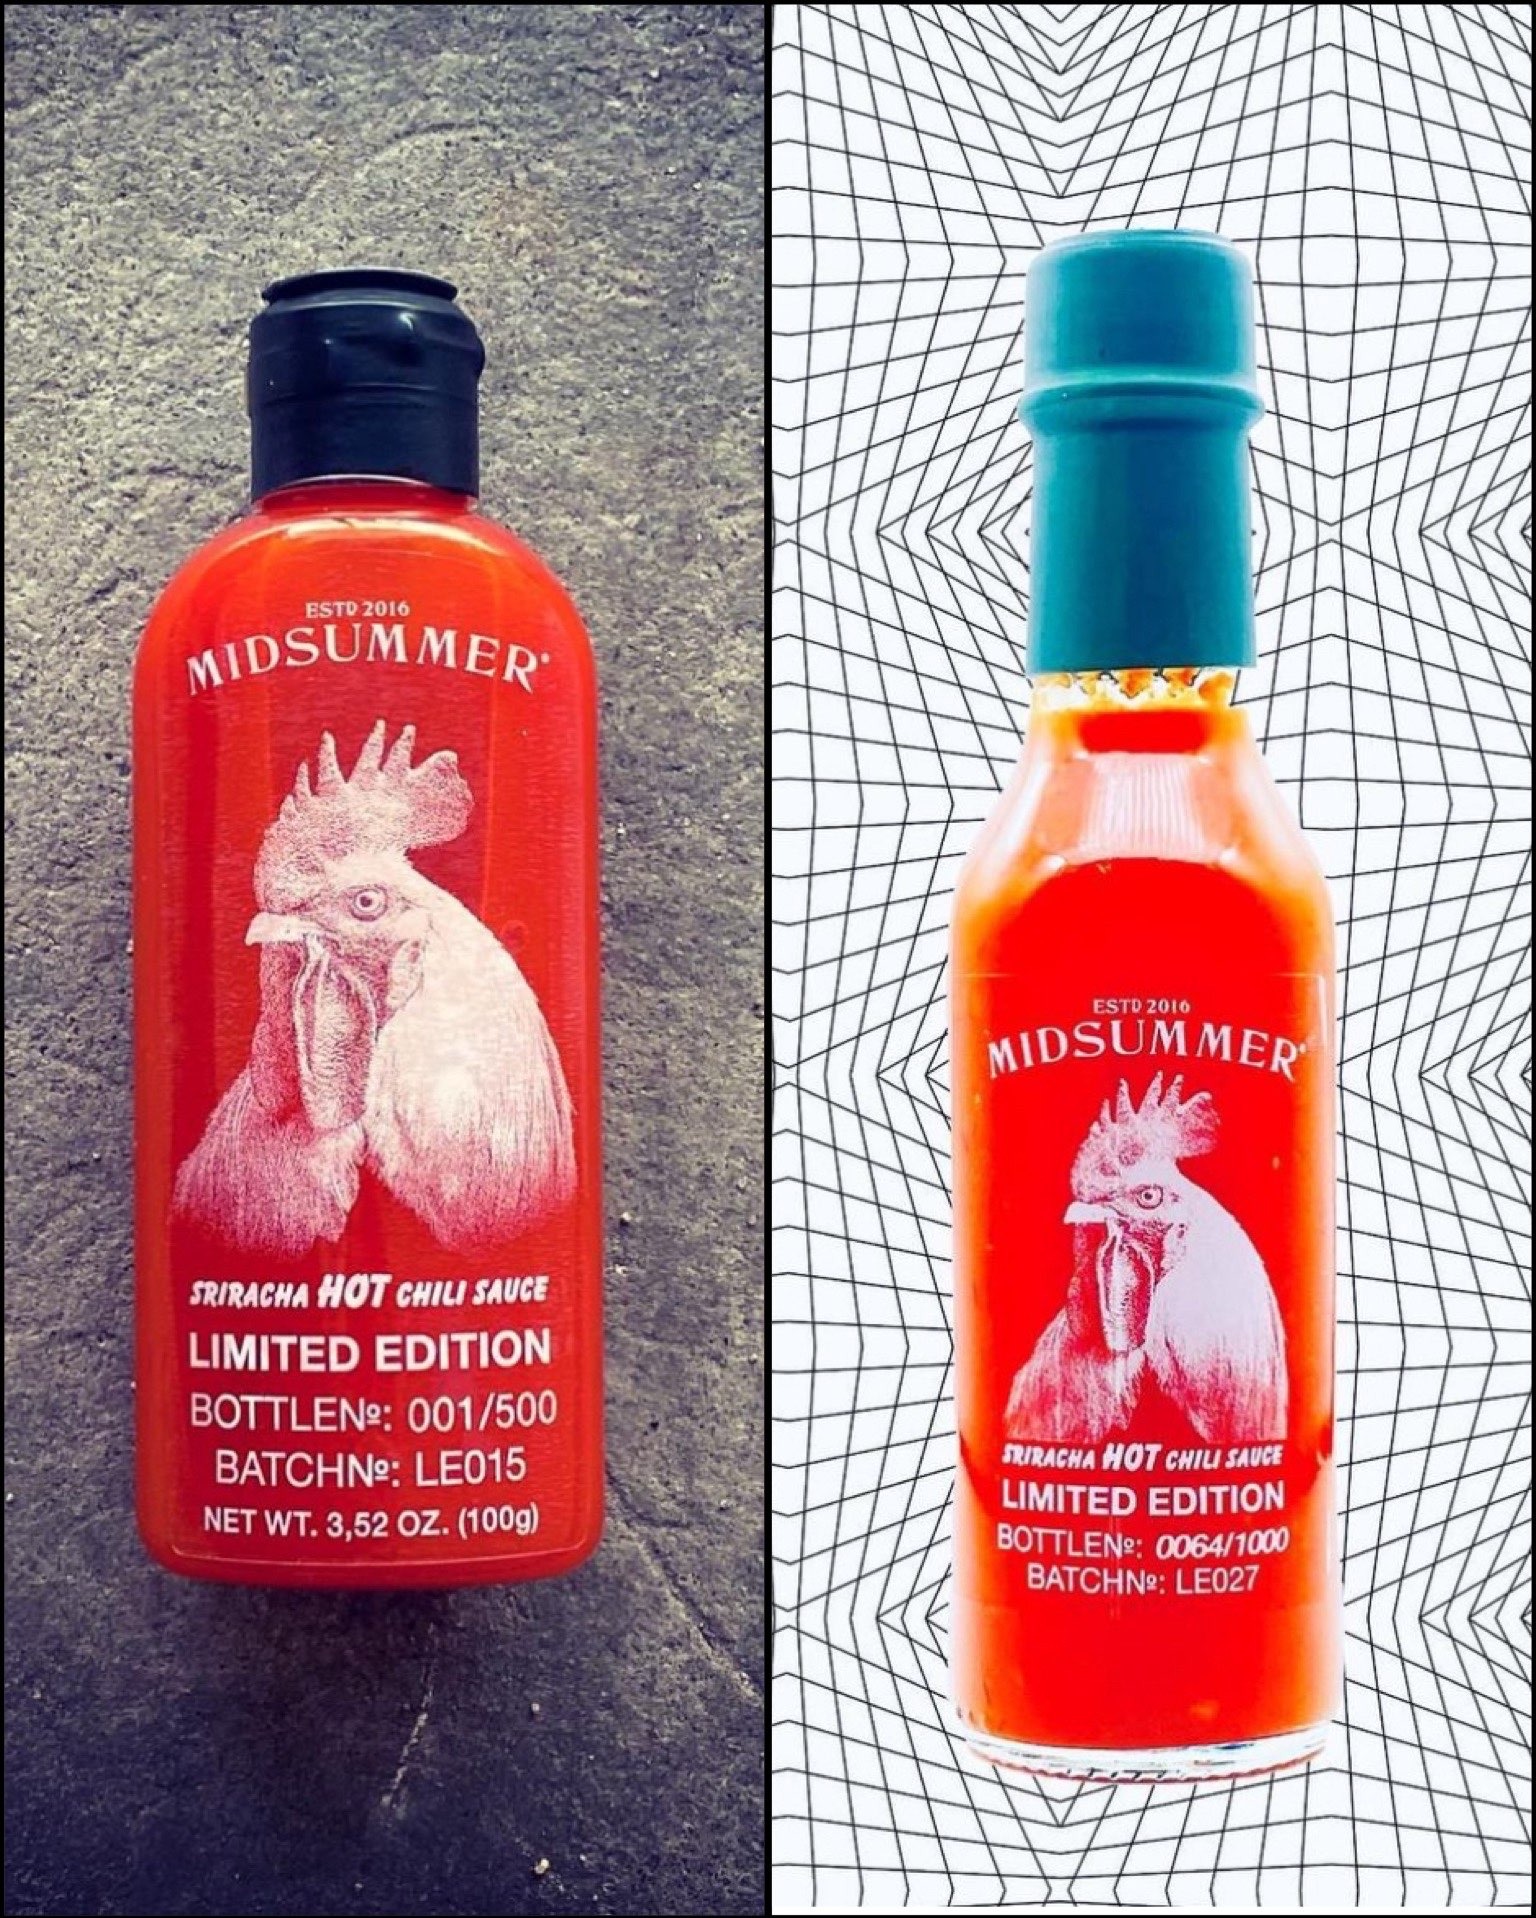 ESTD 2016
MIDSUMMER
SRIRACHA HOT CHILI SAUCE
LIMITED EDITION
BOTTLENº: 001/500
BATCHNº: LE015
NET WT. 3,52 OZ. (100g)
ESTD 2016
MIDSUMMER
SRIRACHA HOT CHILI SAUCE
LIMITED EDITION
BOTTLENº: 0064/1000
BATCHNº: LE027